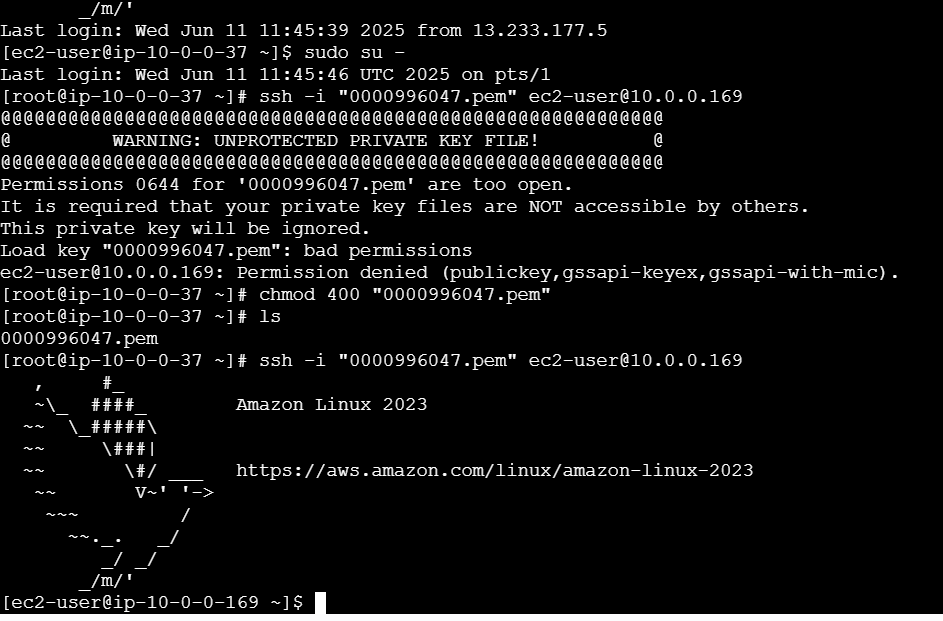 _/m/'
Last login: Wed Jun 11 11:45:39 2025 from 13.233.177.5
[ec2-user@ip-10-0-0-37 ~]$ sudo su -
Last login: Wed Jun 11 11:45:46 UTC 2025 on pts/1
[root@ip-10-0-0-37 ~]# ssh -i "0000996047.pem" ec2-user@10.0.0.169
@@@@@@@@@@@@@@@@@@@@@@@@@@@@@@@@@@@@@@@@@@@@@@@@@@@@@@@@@@@
@         WARNING: UNPROTECTED PRIVATE KEY FILE!          @
@@@@@@@@@@@@@@@@@@@@@@@@@@@@@@@@@@@@@@@@@@@@@@@@@@@@@@@@@@@
Permissions 0644 for '0000996047.pem' are too open.
It is required that your private key files are NOT accessible by others.
This private key will be ignored.
Load key "0000996047.pem": bad permissions
ec2-user@10.0.0.169: Permission denied (publickey,gssapi-keyex,gssapi-with-mic).
[root@ip-10-0-0-37 ~]# chmod 400 "0000996047.pem"
[root@ip-10-0-0-37 ~]# ls
0000996047.pem
[root@ip-10-0-0-37 ~]# ssh -i "0000996047.pem" ec2-user@10.0.0.169
   ,     #_
   ~\_  ####_        Amazon Linux 2023
  ~~  \_#####\
  ~~     \###|
  ~~       \#/ ___   https://aws.amazon.com/linux/amazon-linux-2023
   ~~       V~' '->
    ~~~         /
      ~~._.   _/
         _/ _/
       _/m/'
[ec2-user@ip-10-0-0-169 ~]$